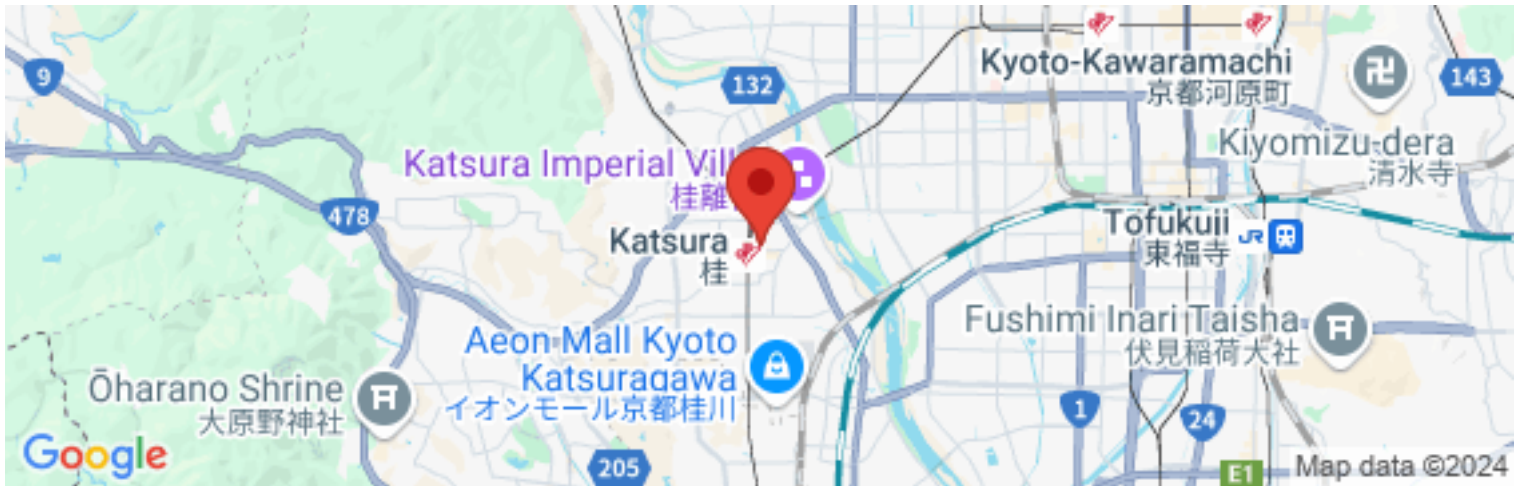 9
132
Kyoto-Kawaramachi
京都河原町
143
Kiyomizu-dera
清水寺
Katsura Imperial Vill
桂離
478
Katsura
桂
Tofukuji
東福寺
JR
Fushimi Inari Taisha
伏見稲荷大社
Aeon Mall Kyoto
Katsuragawa
イオンモール京都桂川
Ōharano Shrine
大原野神社
1
24
205
E1
Google
Map data ©2024